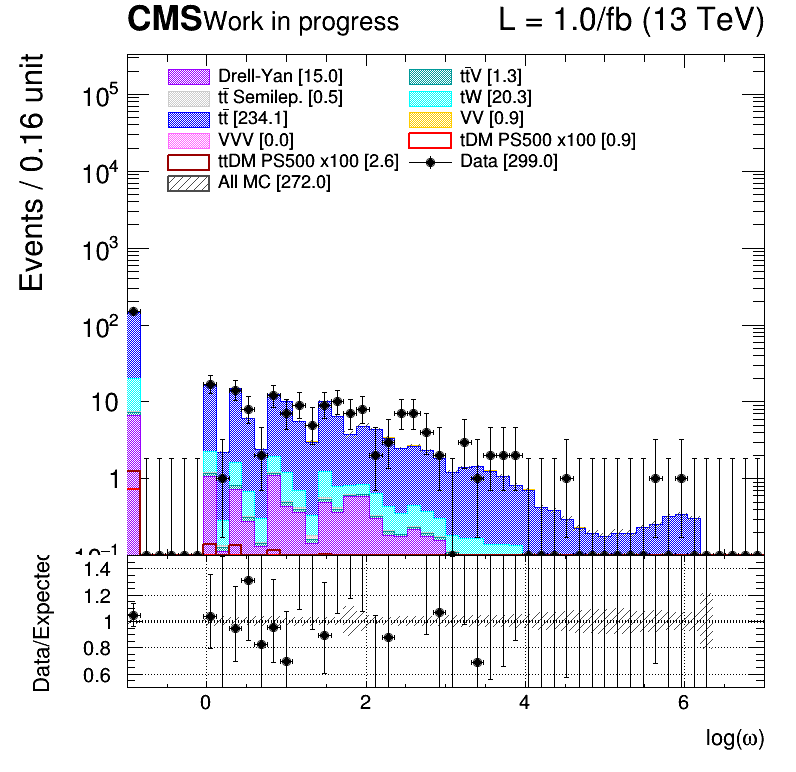 CMS Work in progress L = 1.0/fb (13 TeV)
Events / 0.16 unit
Drell-Yan [15.0] tt̄V [1.3]
tt̄ Semilep. [0.5] tW [20.3]
tt̄ [234.1] VV [0.9]
VVV [0.0] tDM PS500 x100 [0.9]
ttDM PS500 x100 [2.6] Data [299.0]
All MC [272.0]
10⁵
10⁴
10³
10²
10
1
10⁻¹
Data/Expected
1.4
1.2
1
0.8
0.6
0 2 4 6
log(ω)